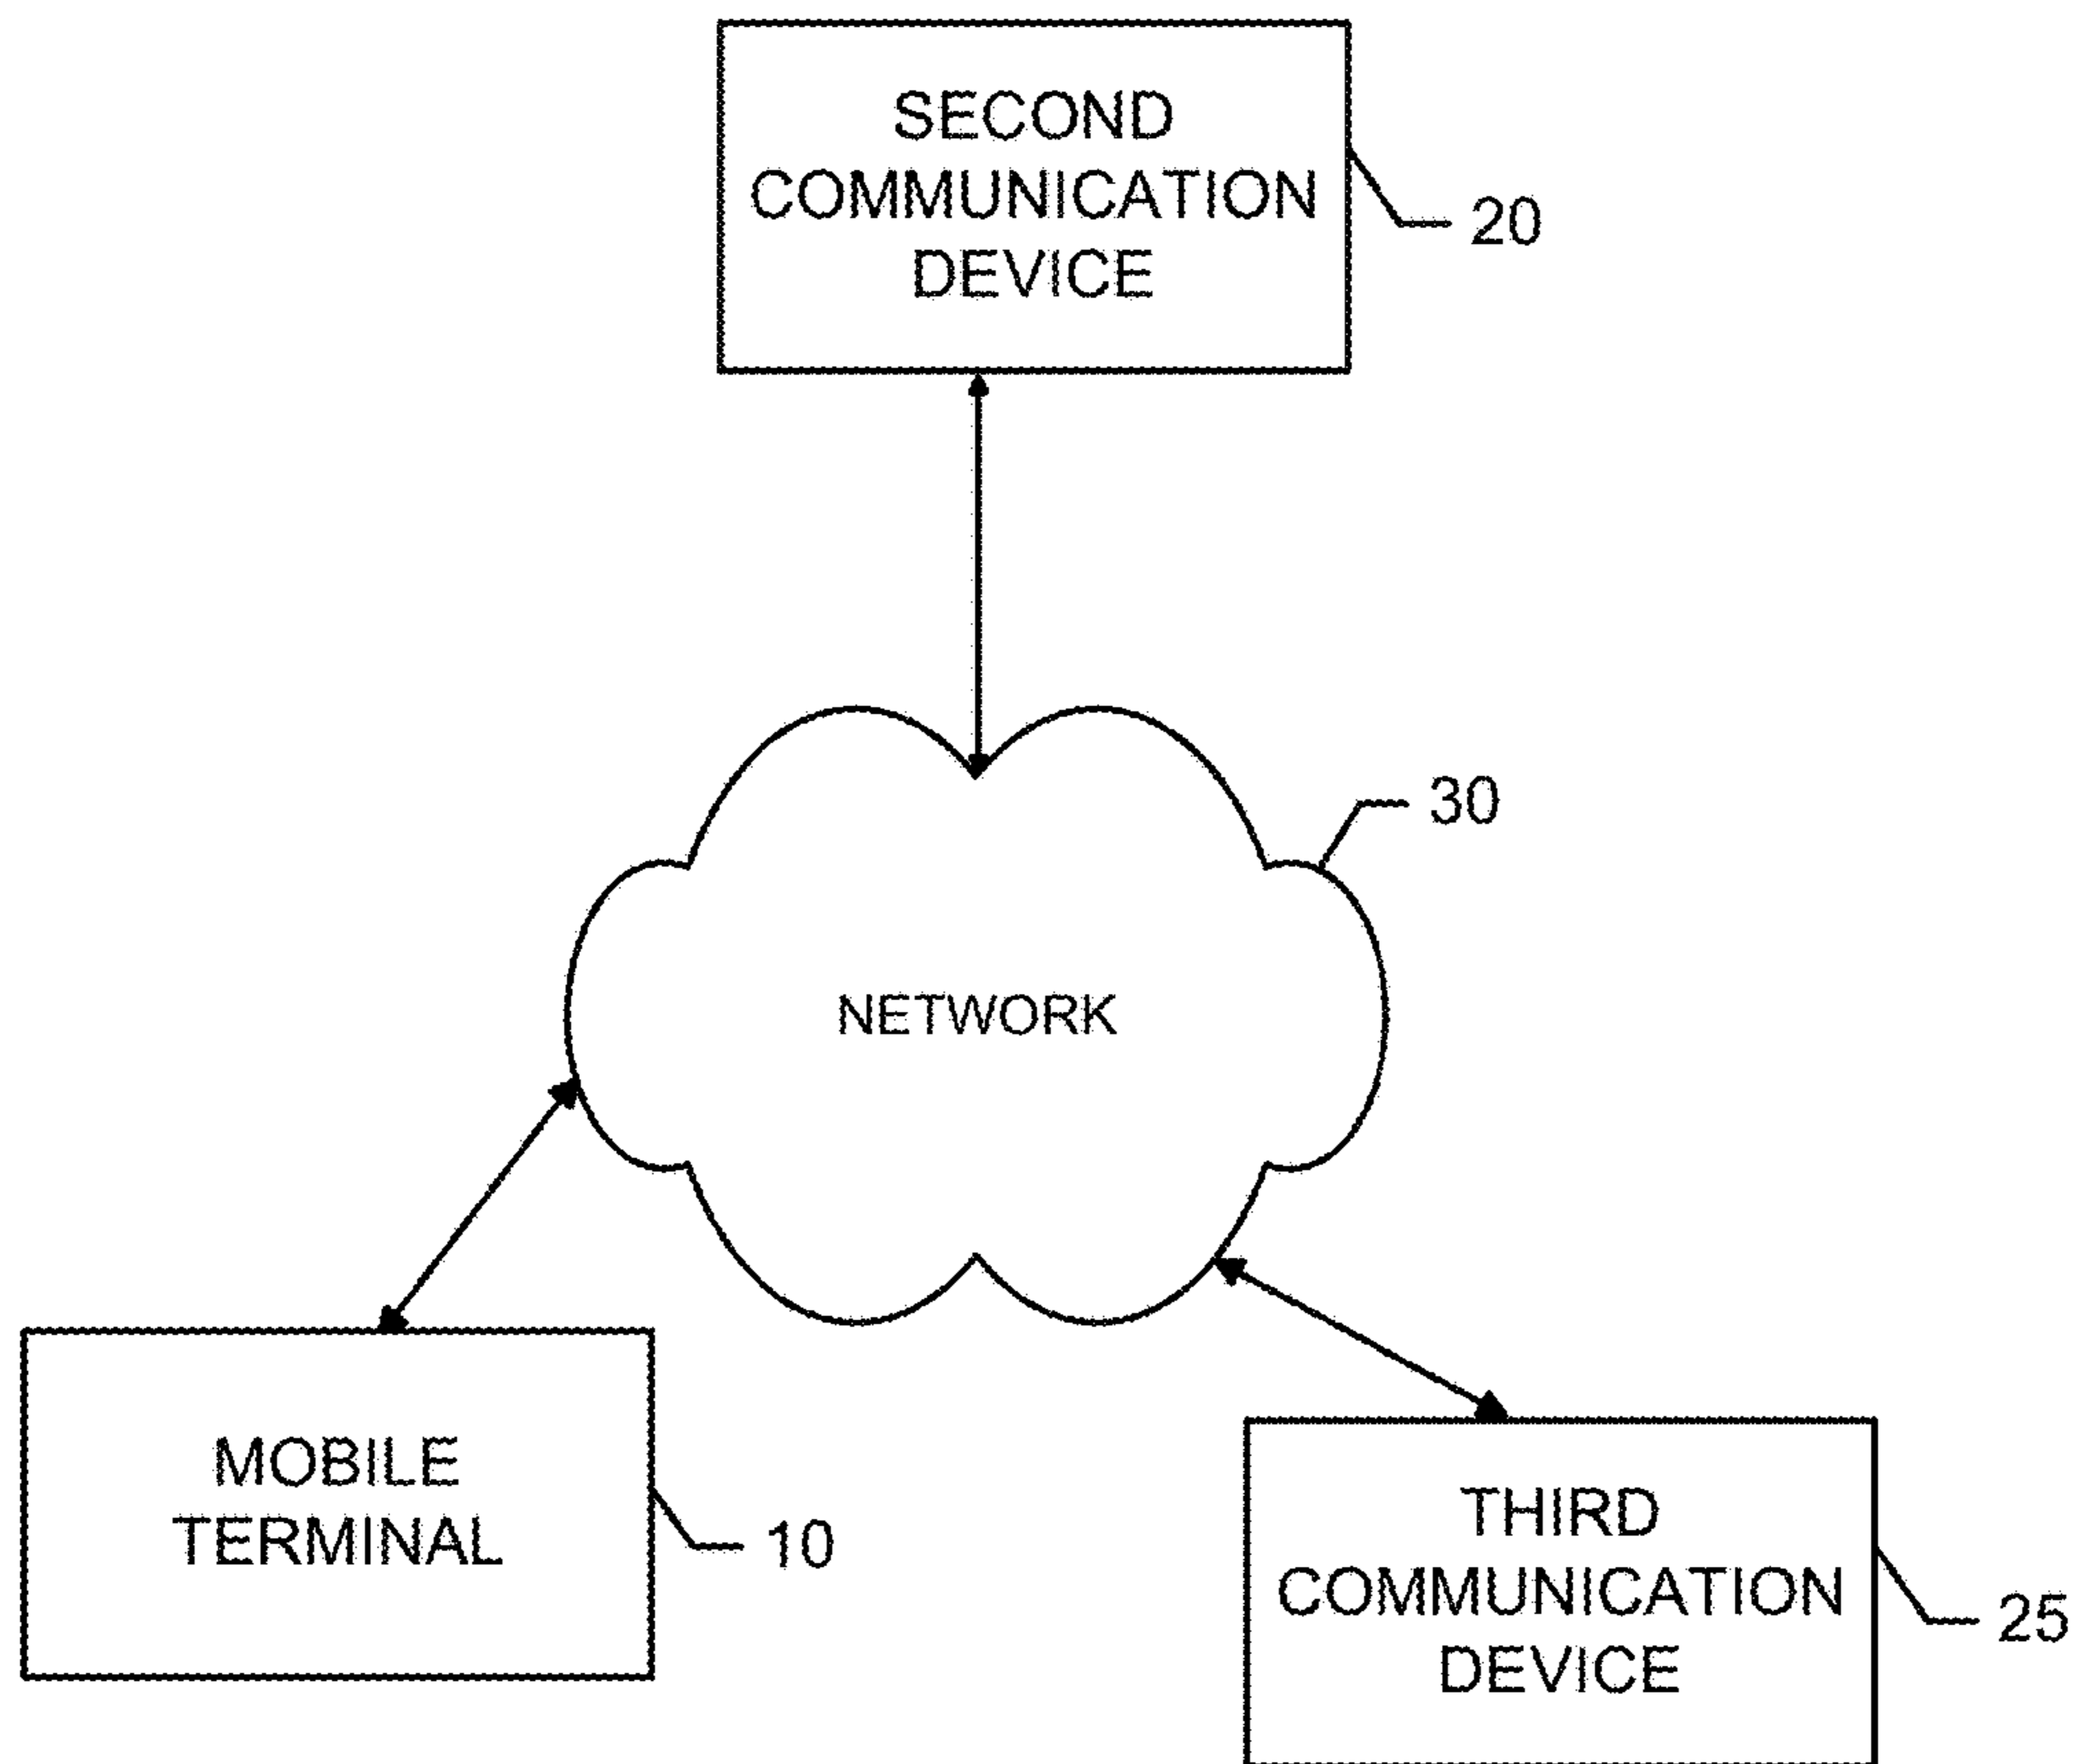 SECOND
COMMUNICATION
DEVICE
20
30
NETWORK
MOBILE
TERMINAL
10
THIRD
COMMUNICATION
DEVICE
25